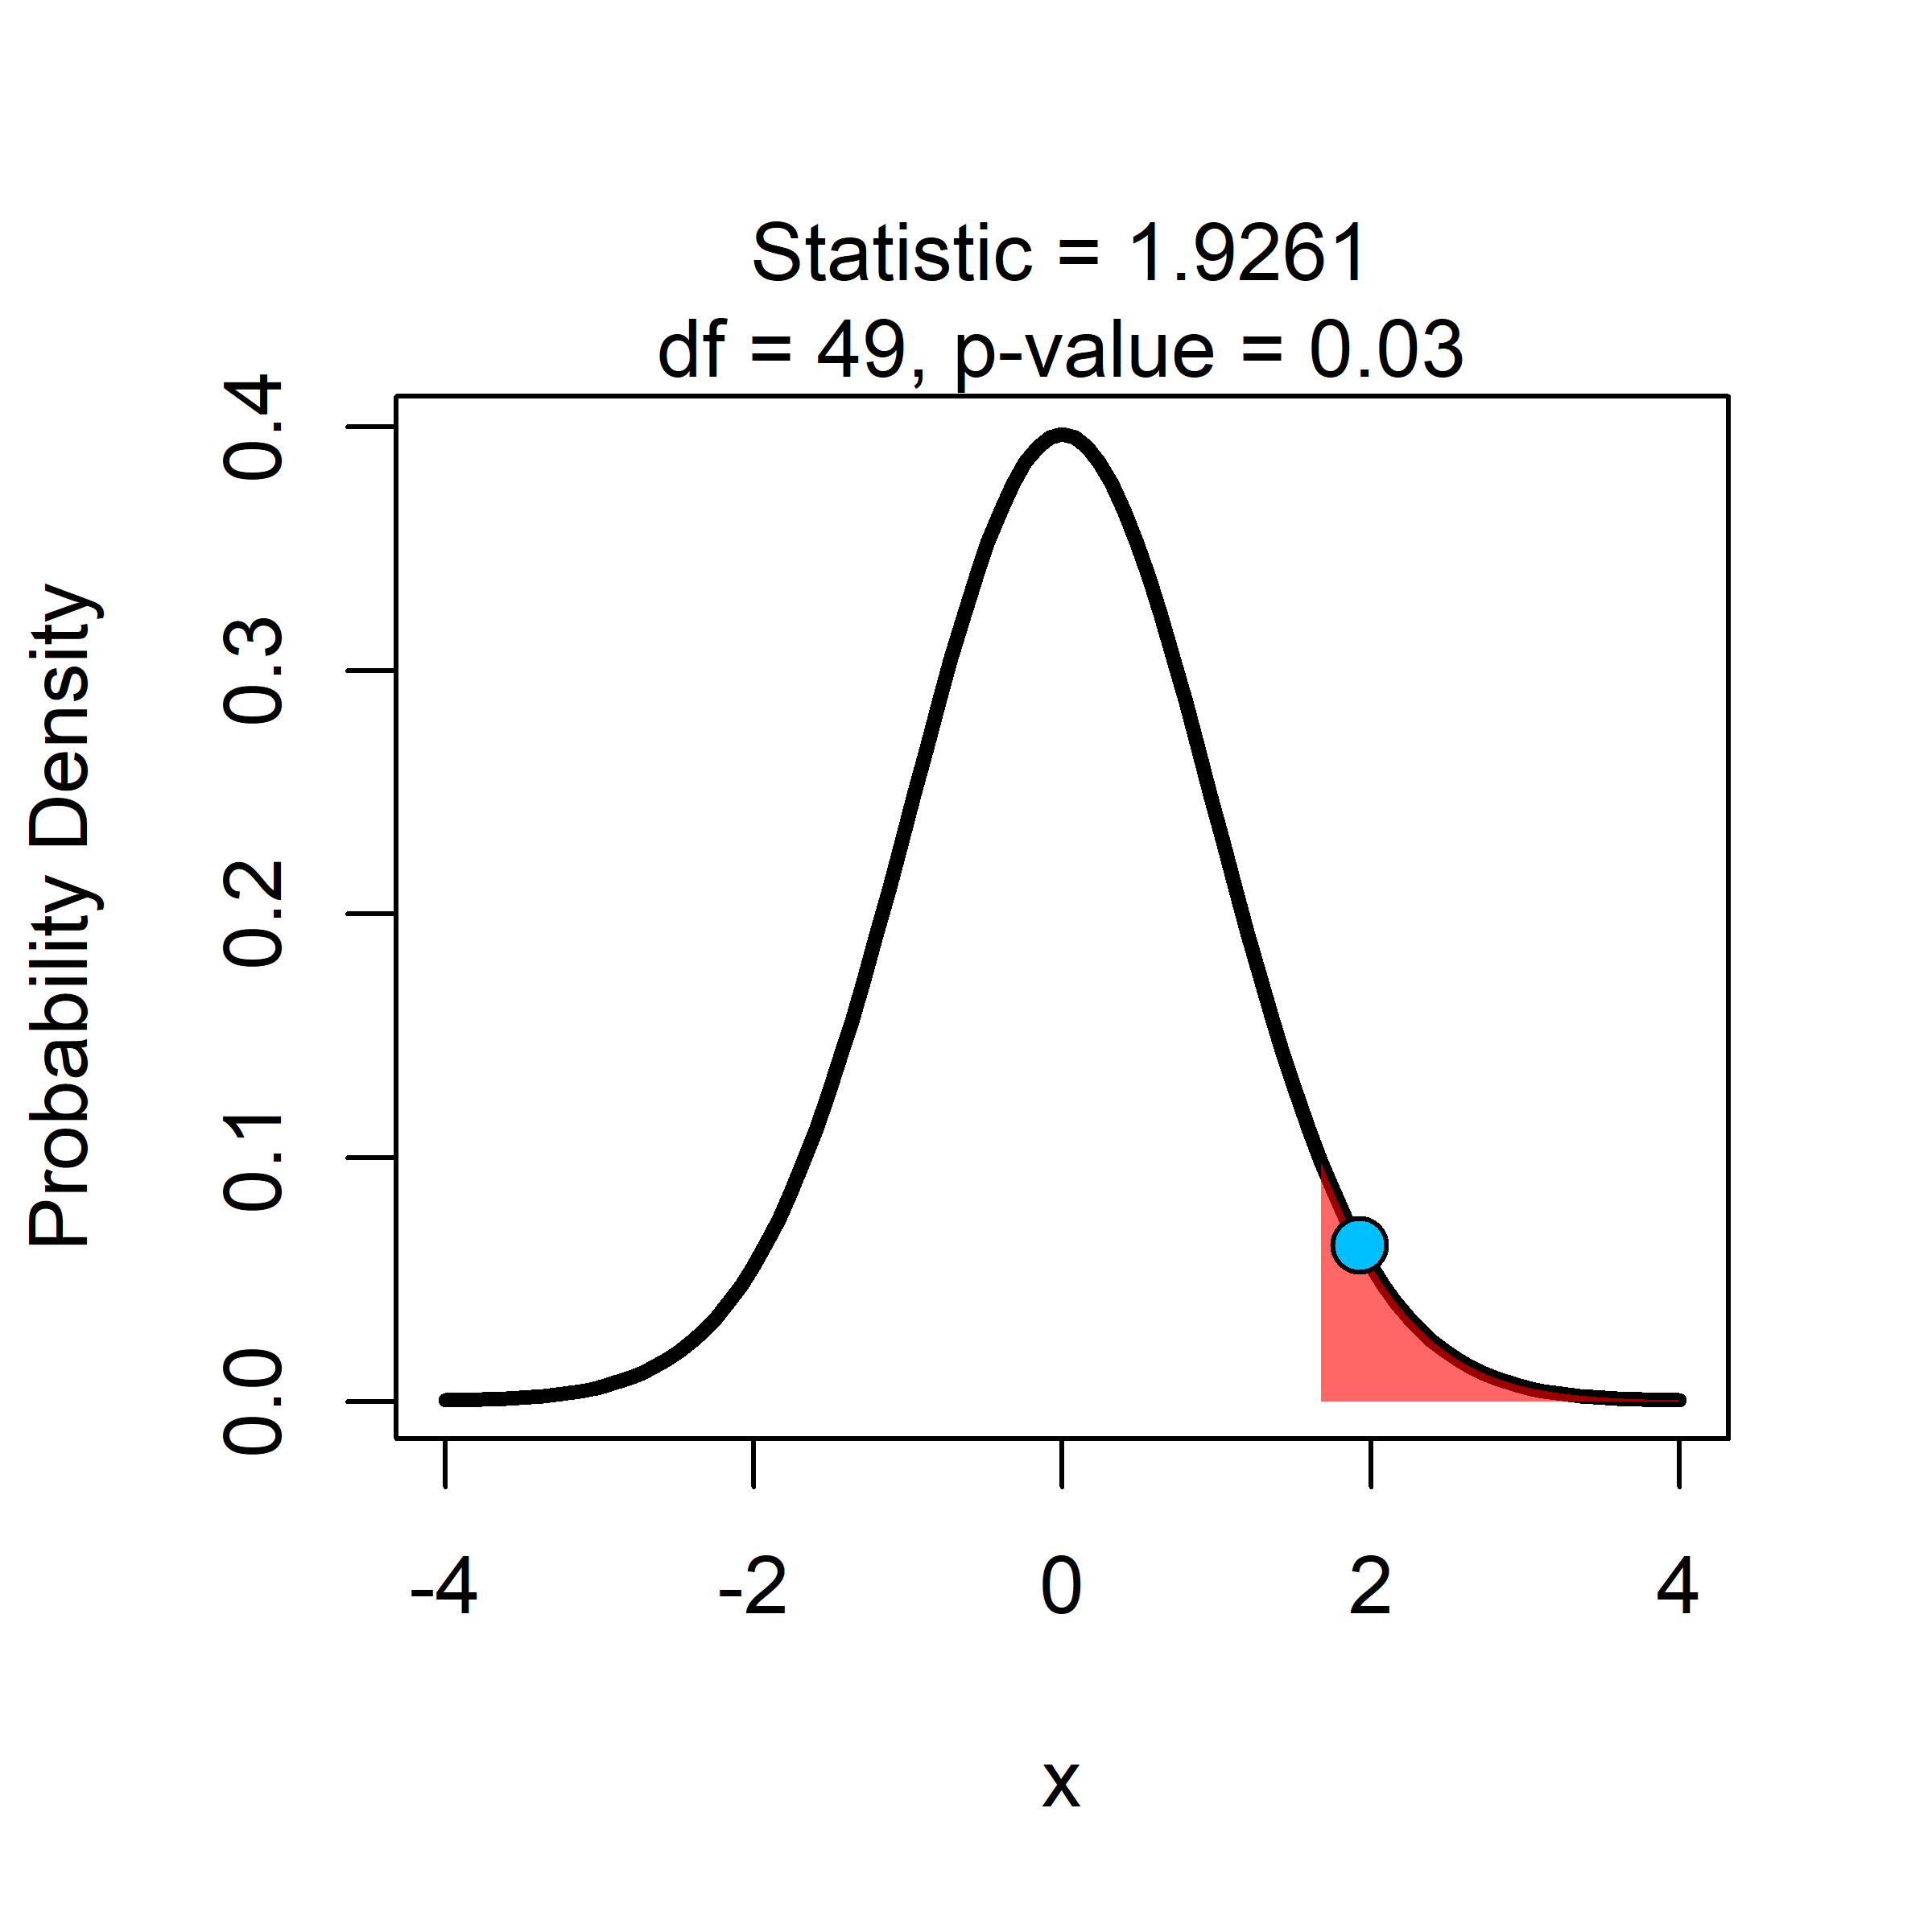 Statistic = 1.9261
df = 49, p-value = 0.03
Probability Density
0.4
0.3
0.2
0.1
0.0
-4 -2 0 2 4
x